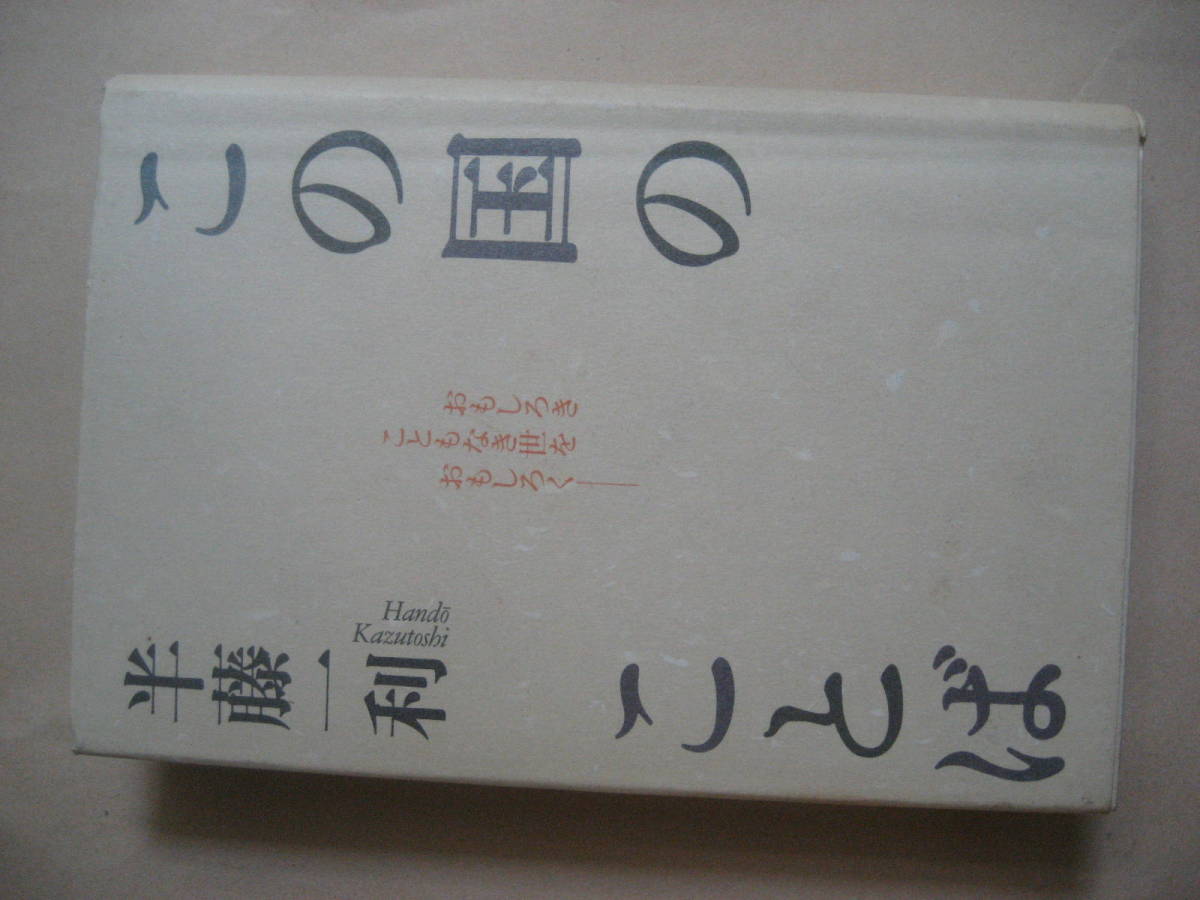 この国の
ことば
おもしろき
こともなき世を
おもしろく——
半藤一利
Handō
Kazutoshi